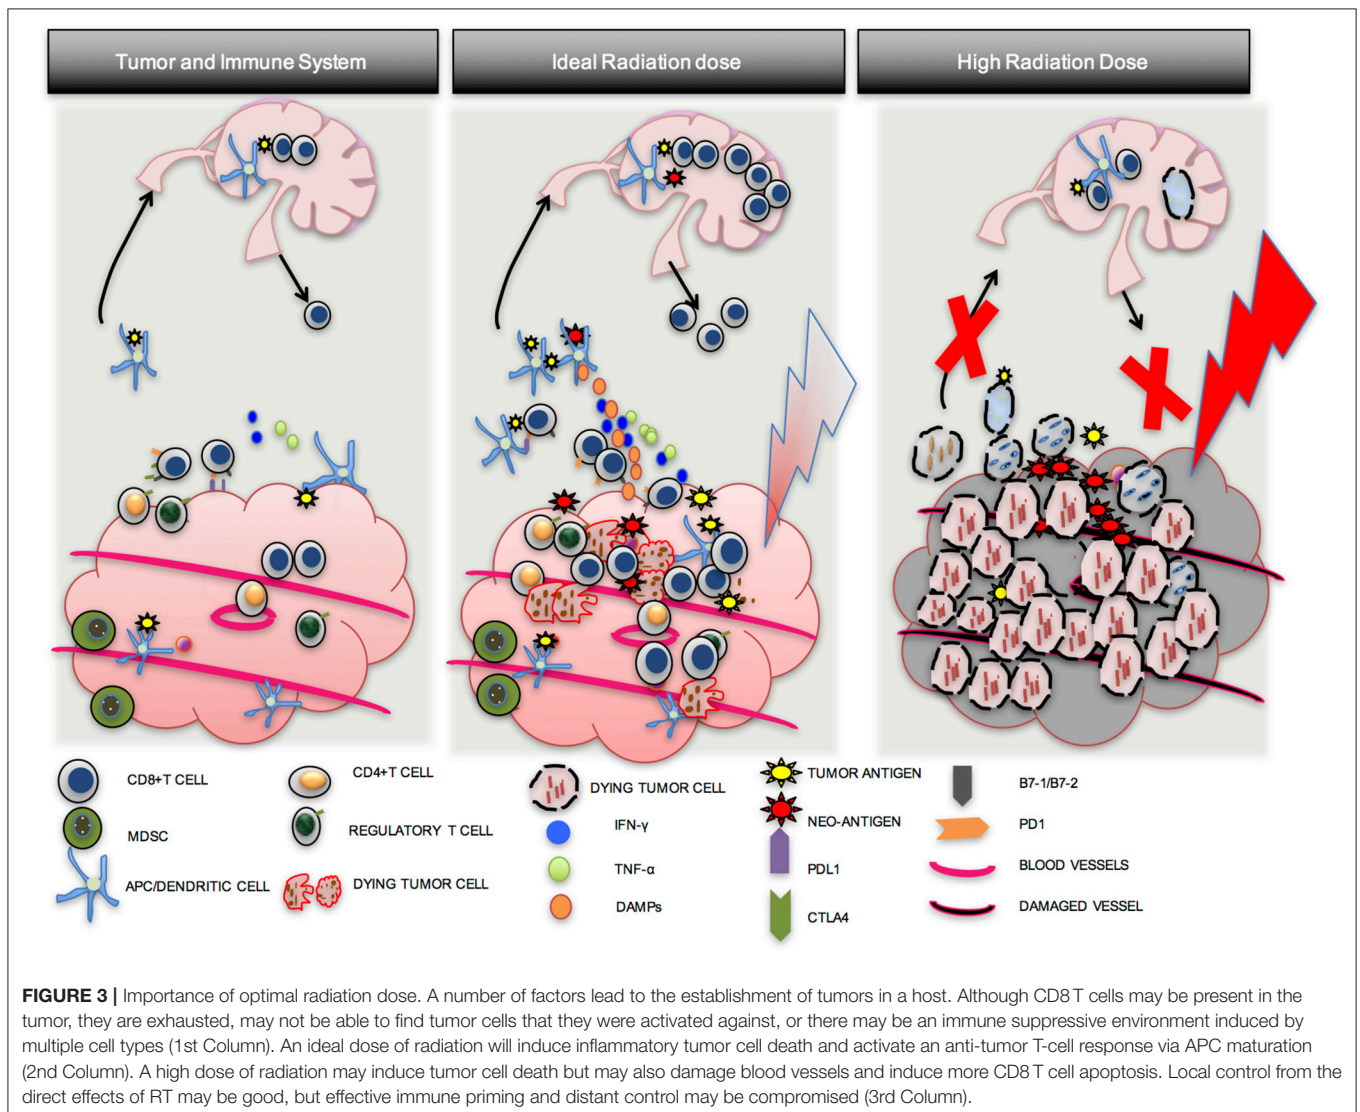 Tumor and Immune System
Ideal Radiation dose
High Radiation Dose
CD8+T CELL
CD4+T CELL
DYING TUMOR CELL
TUMOR ANTIGEN
B7-1/B7-2
MDSC
REGULATORY T CELL
IFN-γ
NEO-ANTIGEN
PD1
APC/DENDRITIC CELL
DYING TUMOR CELL
TNF-α
PDL1
BLOOD VESSELS
DAMPs
CTLA4
DAMAGED VESSEL
FIGURE 3 | Importance of optimal radiation dose. A number of factors lead to the establishment of tumors in a host. Although CD8 T cells may be present in the
tumor, they are exhausted, may not be able to find tumor cells that they were activated against, or there may be an immune suppressive environment induced by
multiple cell types (1st Column). An ideal dose of radiation will induce inflammatory tumor cell death and activate an anti-tumor T-cell response via APC maturation
(2nd Column). A high dose of radiation may induce tumor cell death but may also damage blood vessels and induce more CD8 T cell apoptosis. Local control from the
direct effects of RT may be good, but effective immune priming and distant control may be compromised (3rd Column).